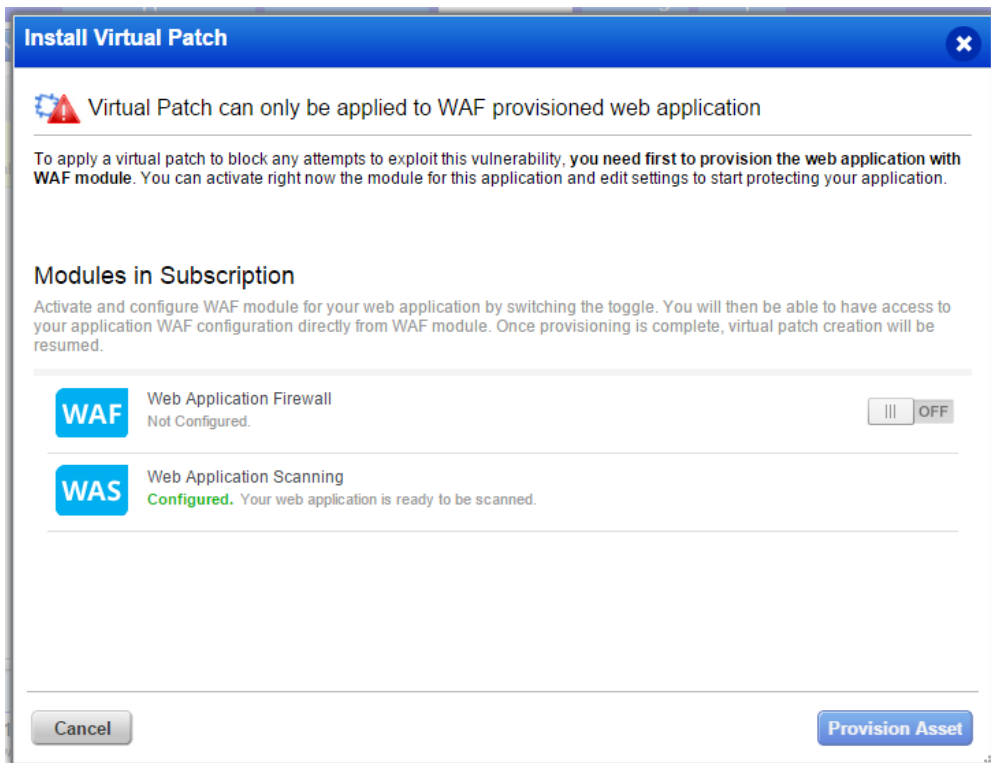 Install Virtual Patch
Virtual Patch can only be applied to WAF provisioned web application
To apply a virtual patch to block any attempts to exploit this vulnerability, you need first to provision the web application with
WAF module. You can activate right now the module for this application and edit settings to start protecting your application.
Modules in Subscription
Activate and configure WAF module for your web application by switching the toggle. You will then be able to have access to
your application WAF configuration directly from WAF module. Once provisioning is complete, virtual patch creation will be
resumed.
WAF
Web Application Firewall
Not Configured.
OFF
WAS
Web Application Scanning
Configured. Your web application is ready to be scanned.
Cancel
Provision Asset